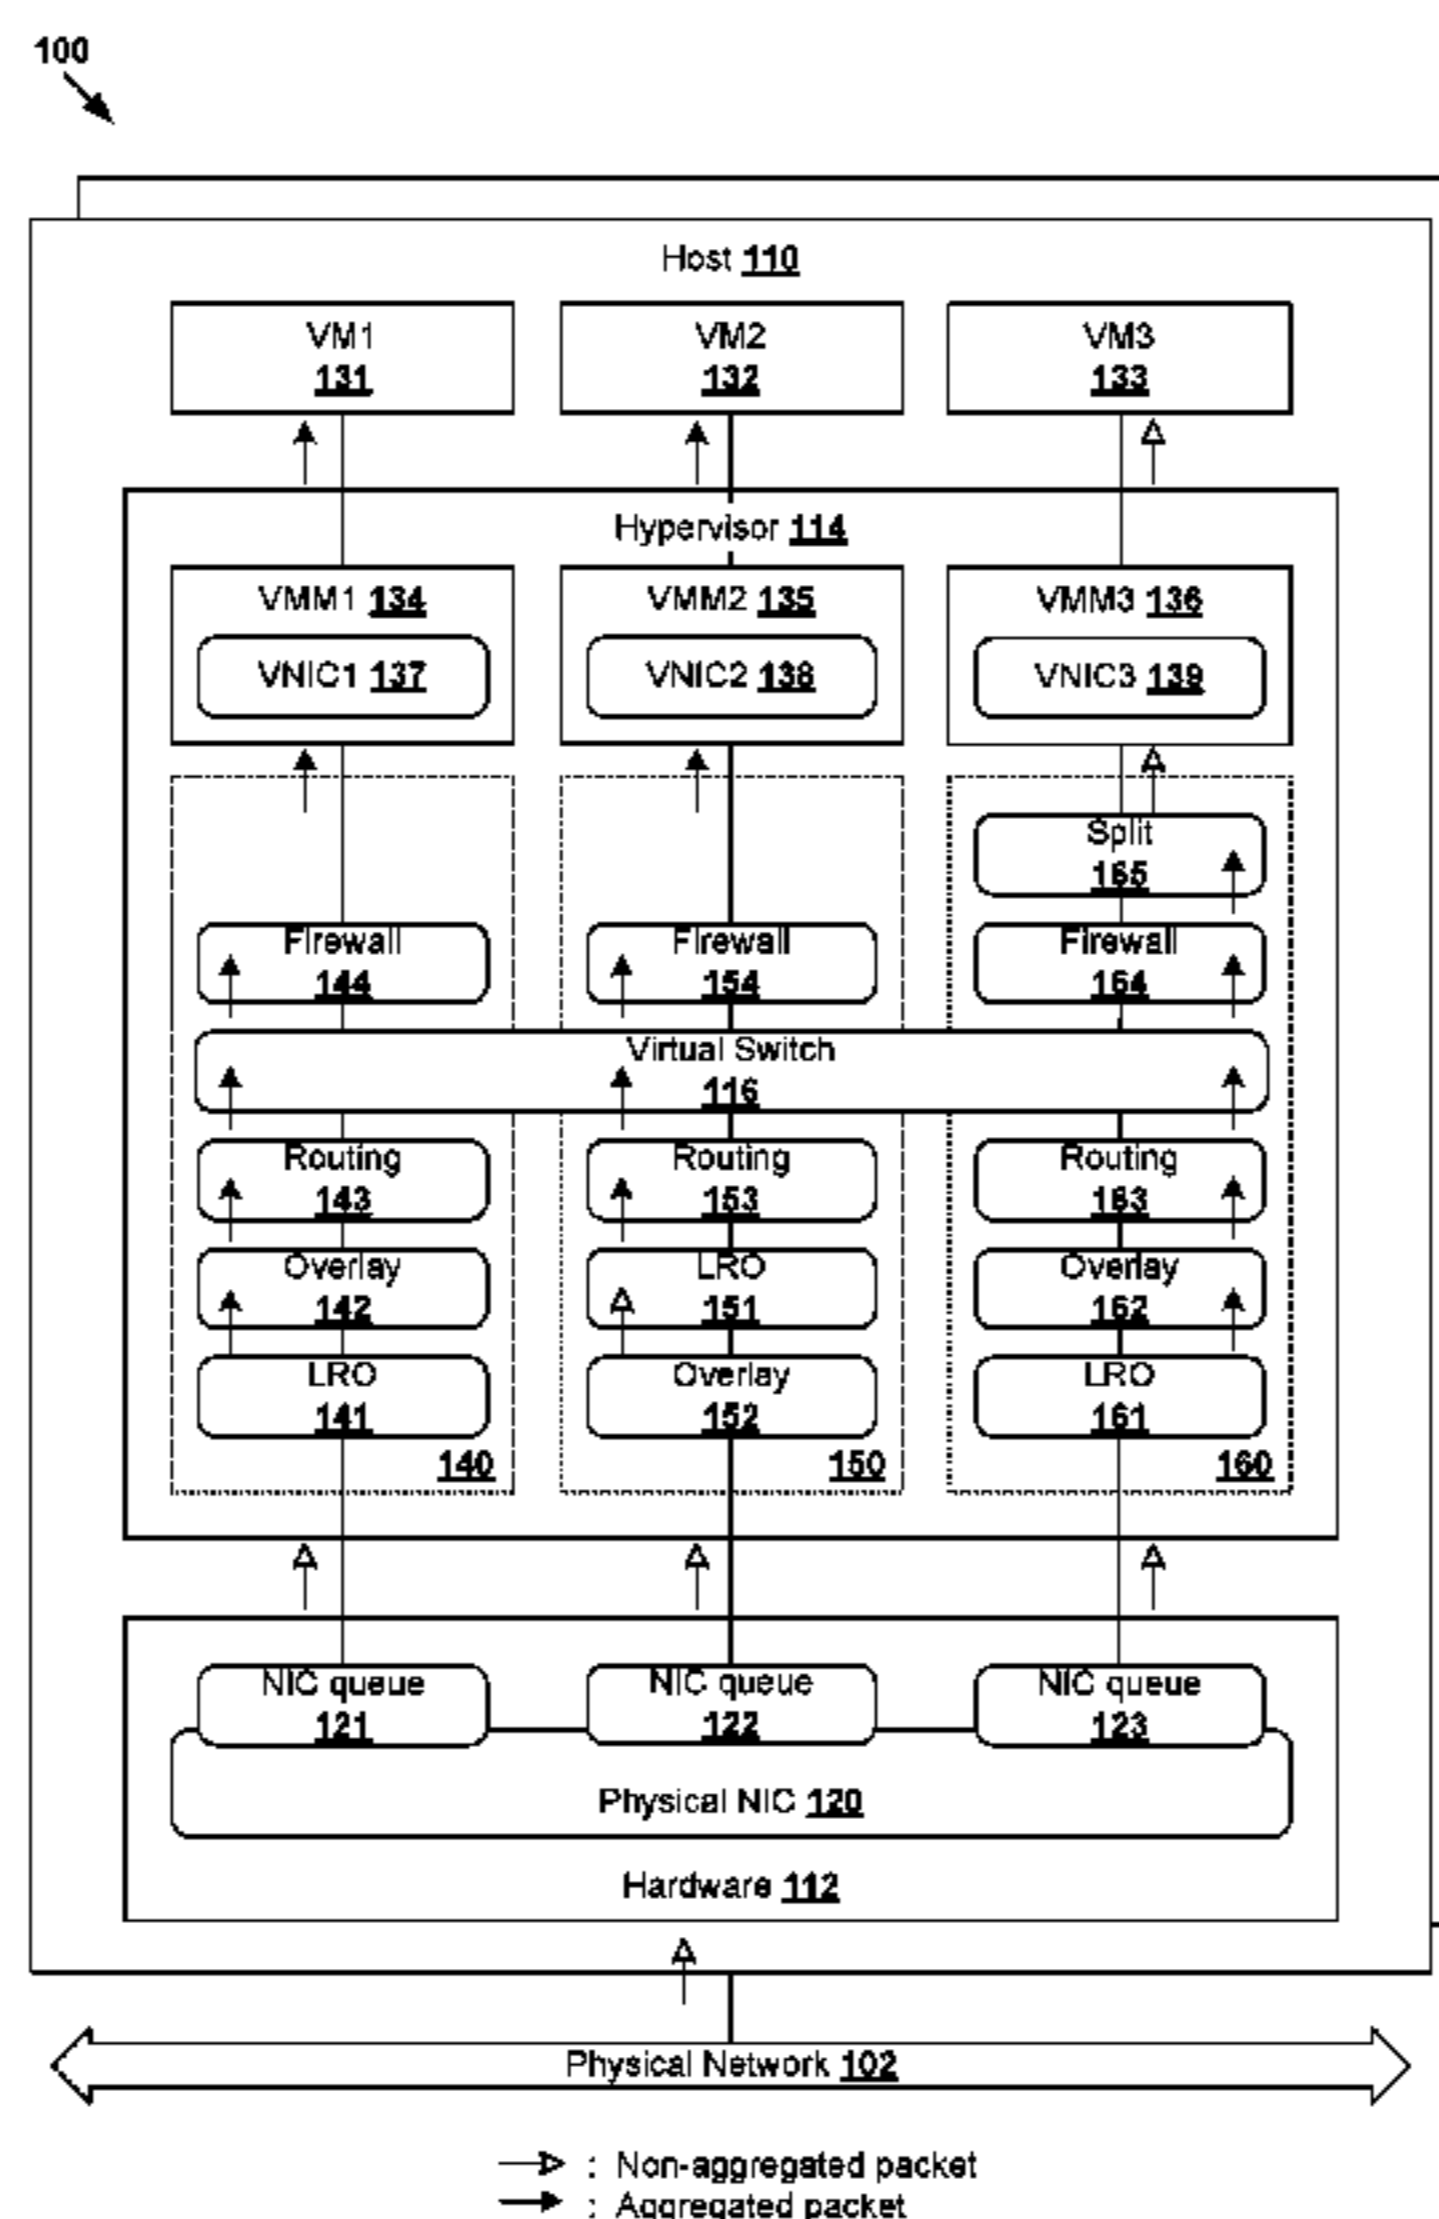 100
Host 110
VM1 VM2 VM3
131 132 133
Hypervisor 114
VMM1 134 VMM2 135 VMM3 136
VNIC1 137 VNIC2 138 VNIC3 139
Split
165
Firewall Firewall Firewall
144 154 164
Virtual Switch
116
Routing Routing Routing
143 153 163
Overlay LRO Overlay
142 151 162
LRO Overlay LRO
141 152 161
140 150 160
NIC queue NIC queue NIC queue
121 122 123
Physical NIC 120
Hardware 112
Physical Network 102
: Non-aggregated packet
: Aggregated packet